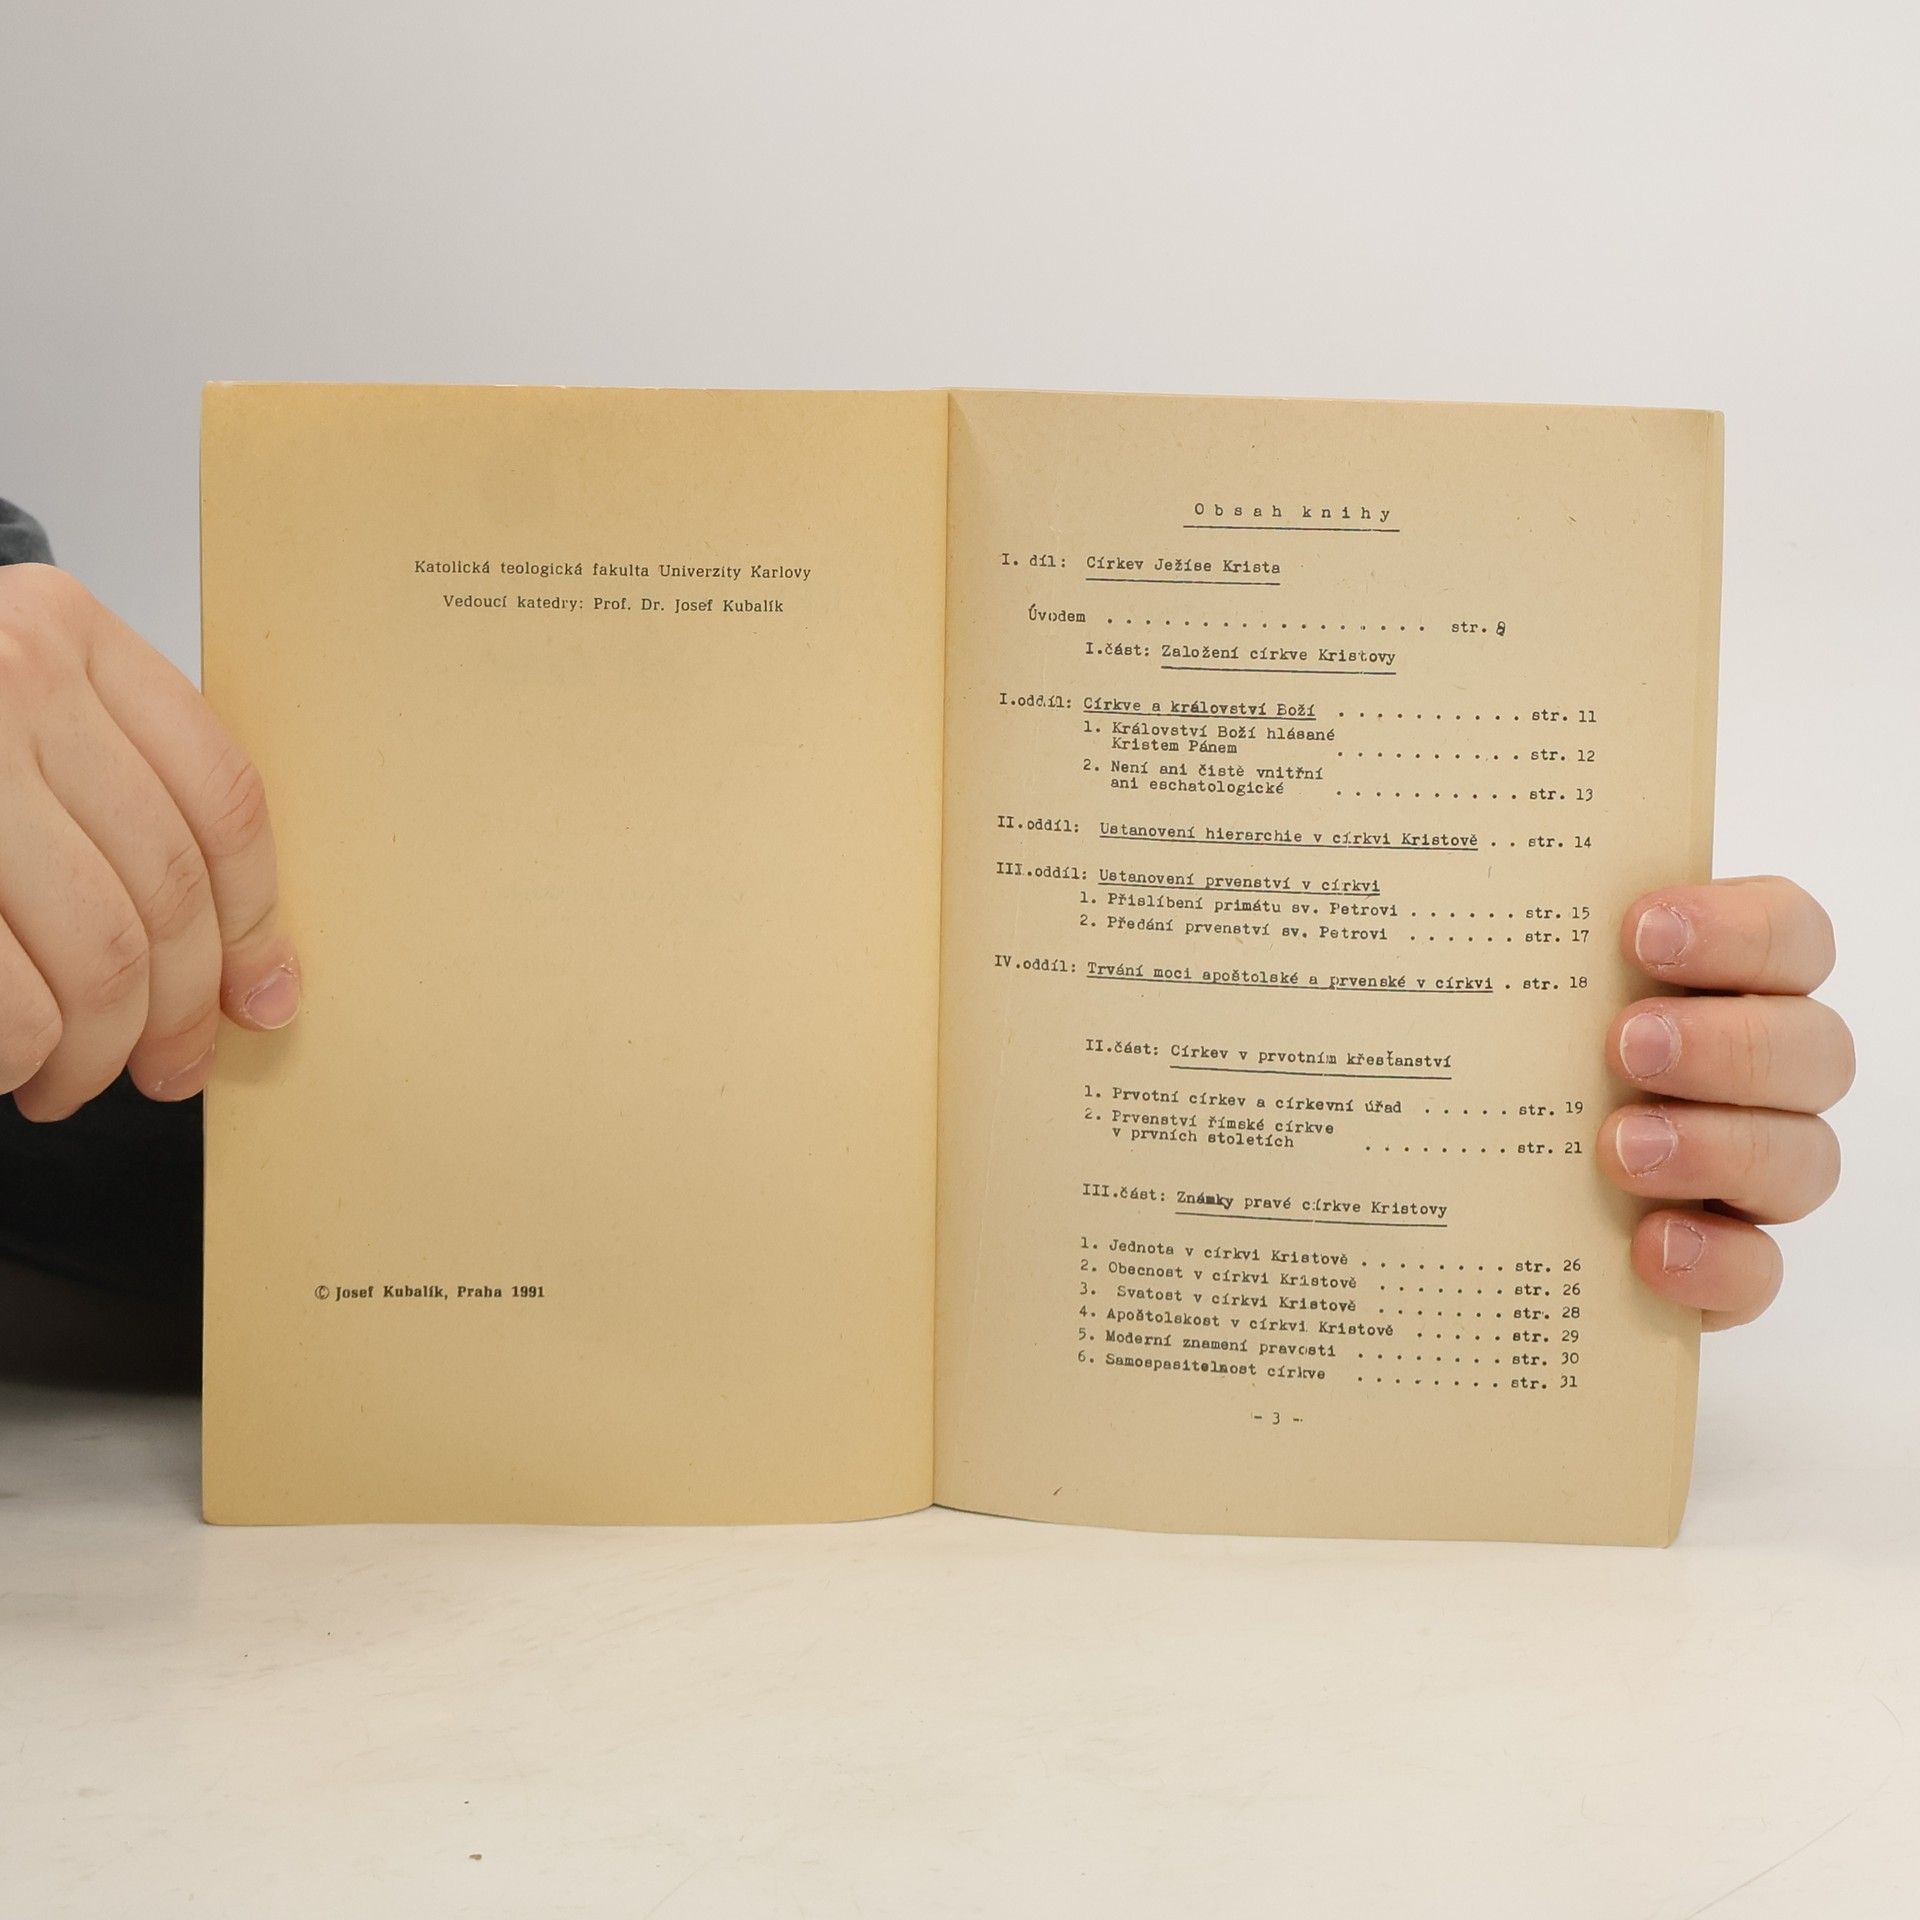 Katolická teologická fakulta Univerzity Karlovy
Vedoucí katedry: Prof. Dr. Josef Kubalík
© Josef Kubalík, Praha 1991
Obsah knihy
I. díl: Církev Ježíse Krista
Úvodem . . . . . . . . . . . . . . . . . str. 8
I.část: Založení církve Kristovy
I.oddíl: Církve a království Boží . . . . . . . . . . str. 11
1. Království Boží hlásané
Kristem Pánem . . . . . . . . . . str. 12
2. Není ani čistě vnitřní
ani eschatologické . . . . . . . . . . str. 13
II.oddíl: Ustanovení hierarchie v církvi Kristově . . str. 14
III.oddíl: Ustanovení prvenství v církvi
1. Přislíbení primátu sv. Petrovi . . . . . . str. 15
2. Předání prvenství sv. Petrovi . . . . . . str. 17
IV.oddíl: Trvání moci apoštolské a prvenské v církvi . str. 18
II.část: Církev v prvotním křesťanství
1. Prvotní církev a církevní úřad . . . . . str. 19
2. Prvenství římské církve
v prvních stoletích . . . . . . . . str. 21
III.část: Známky pravé církve Kristovy
1. Jednota v církvi Kristově . . . . . . . . str. 26
2. Obecnost v církvi Kristově . . . . . . . str. 26
3. Svatost v církvi Kristově . . . . . . . str. 28
4. Apoštolskost v církvi Kristově . . . . . str. 29
5. Moderní znamení pravosti . . . . . . . . str. 30
6. Samospasitelnost církve . . . . . . . . str. 31
- 3 -